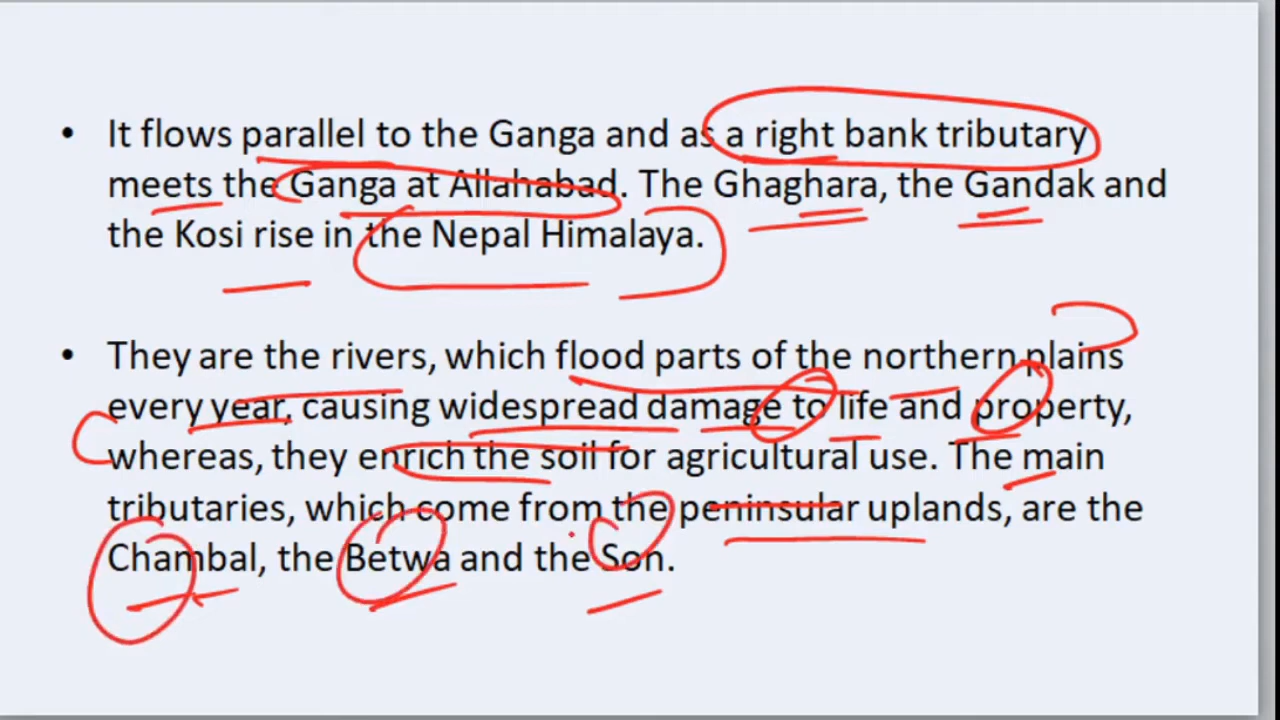 • It flows parallel to the Ganga and as a right bank tributary
meets the Ganga at Allahabad. The Ghaghara, the Gandak and
the Kosi rise in the Nepal Himalaya.
• They are the rivers, which flood parts of the northern plains
every year, causing widespread damage to life and property,
whereas, they enrich the soil for agricultural use. The main
tributaries, which come from the peninsular uplands, are the
Chambal, the Betwa and the Son.